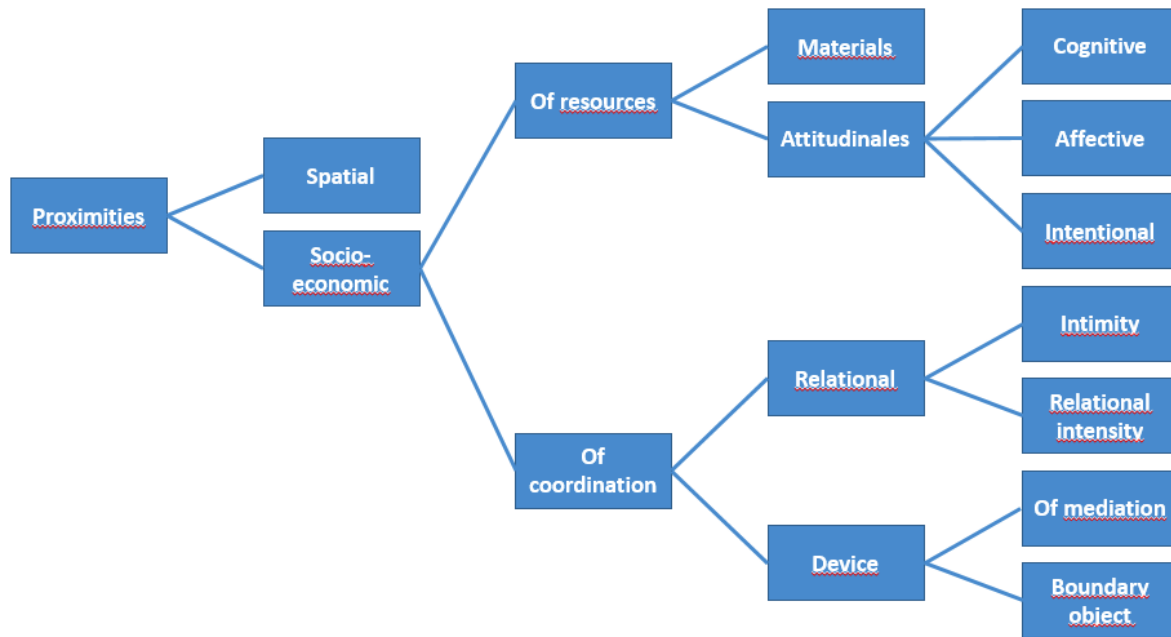 Proximities
Spatial
Socio-
economic
Of resources
Of
coordination
Materials
Attitudinales
Relational
Device
Cognitive
Affective
Intentional
Intimity
Relational
intensity
Of mediation
Boundary
object